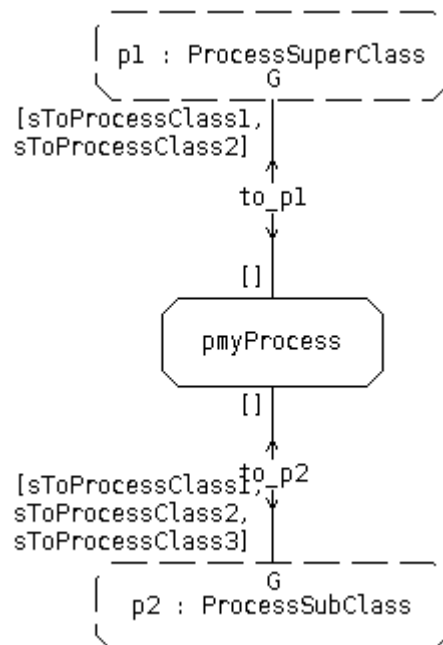 p1 : ProcessSuperClass
G
[sToProcessClass1,
sToProcessClass2]
to_p1
[]
pmyProcess
[]
to_p2
[sToProcessClass1,
sToProcessClass2,
sToProcessClass3]
G
p2 : ProcessSubClass